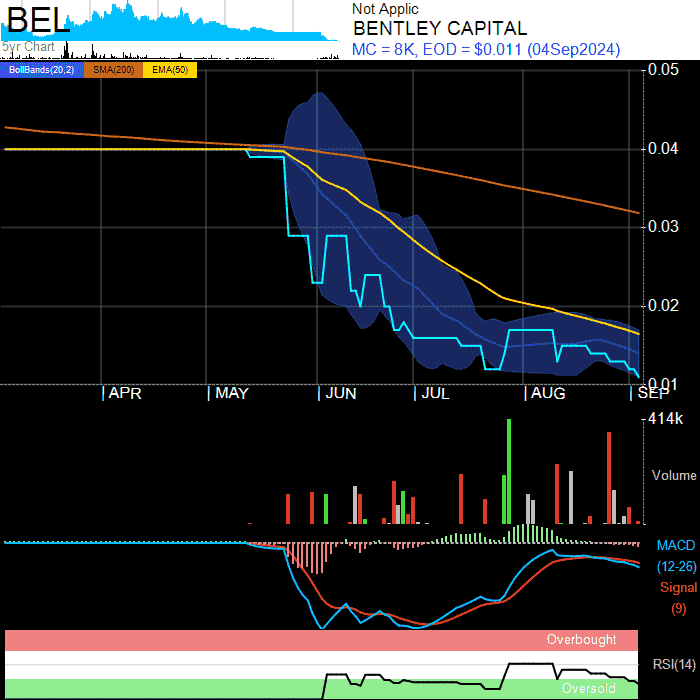 BEL
Not Applic
BENTLEY CAPITAL
5yr Chart
MC = 8K, EOD = $0.011 (04Sep2024)
BollBands(20,2) SMA(200) EMA(50)
0.05
0.04
0.03
0.02
0.01
APR MAY JUN JUL AUG SEP
414k
Volume
MACD
(12-26)
Signal
(9)
Overbought
RSI(14)
Oversold